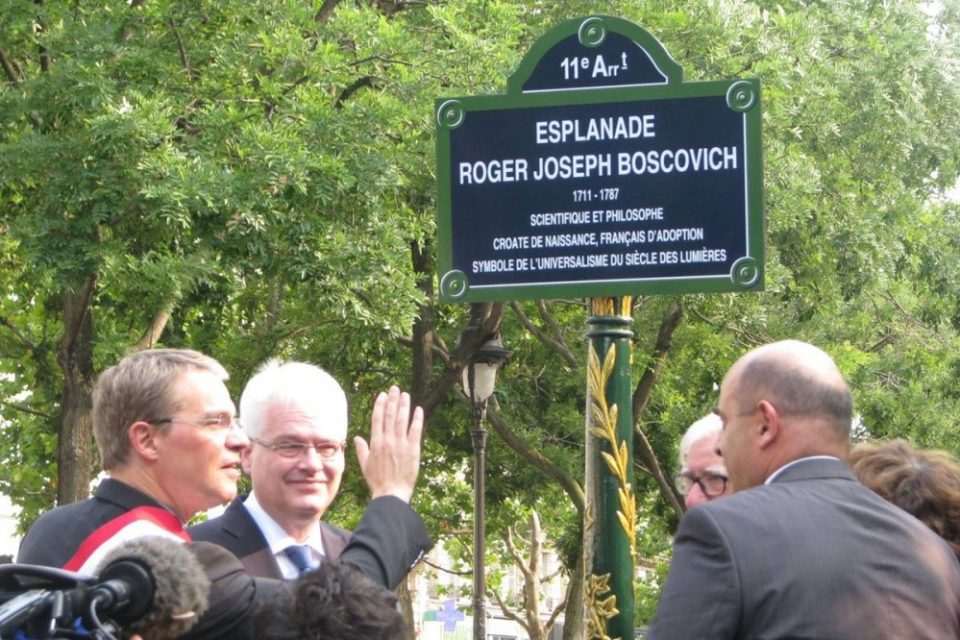 11e Arrt
ESPLANADE
ROGER JOSEPH BOSCOVICH
1711 - 1787
SCIENTIFIQUE ET PHILOSOPHE
CROATE DE NAISSANCE, FRANÇAIS D'ADOPTION
SYMBOLE DE L'UNIVERSALISME DU SIÈCLE DES LUMIÈRES